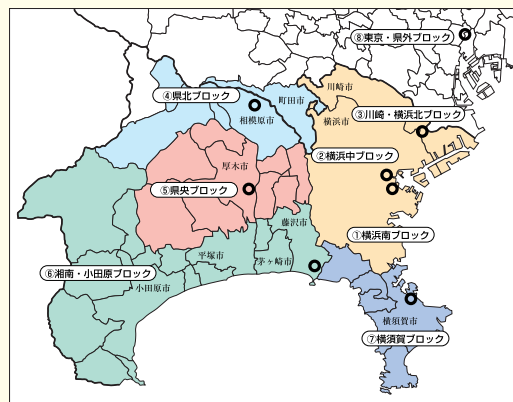 ⑧東京・県外ブロック
川崎市
④県北ブロック
町田市
相模原市
横浜市
③川崎・横浜北ブロック
②横浜中ブロック
厚木市
⑤県央ブロック
藤沢市
①横浜南ブロック
平塚市
茅ヶ崎市
⑥湘南・小田原ブロック
小田原市
横須賀市
⑦横須賀ブロック